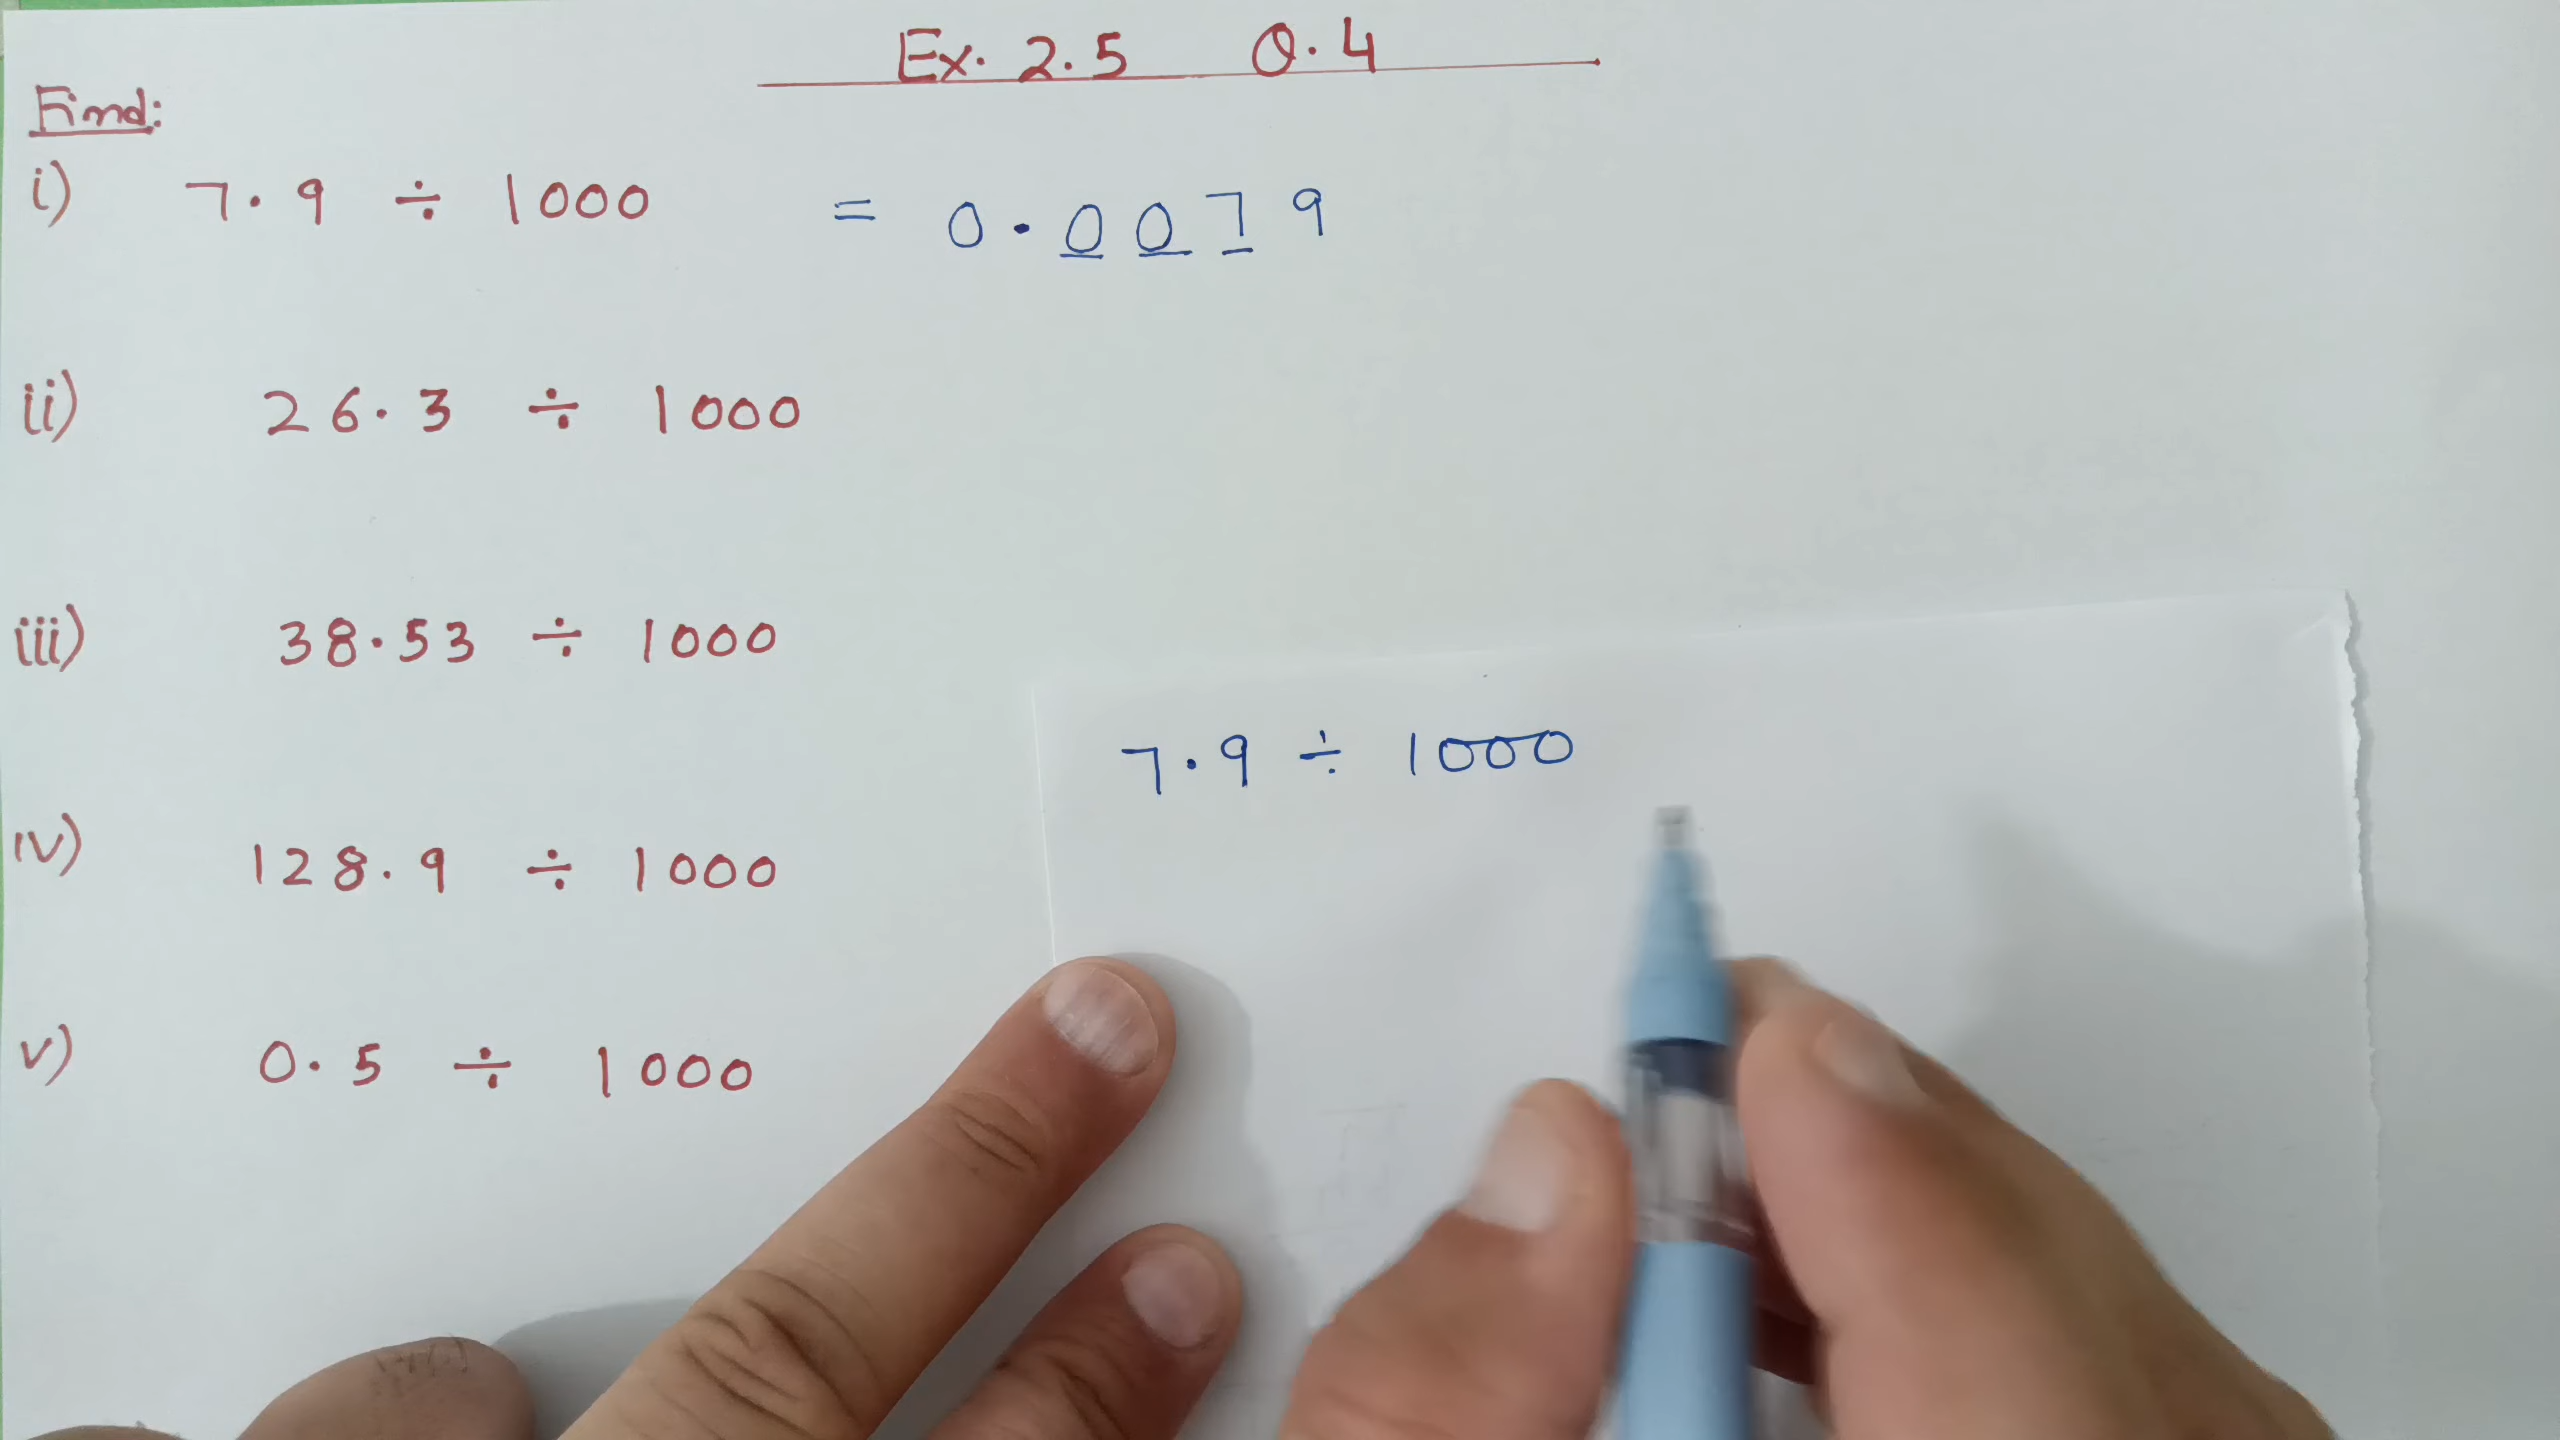 Ex. 2.5 Q.4
Find:
i) 7.9 ÷ 1000 = 0.0079
ii) 26.3 ÷ 1000
iii) 38.53 ÷ 1000
iv) 128.9 ÷ 1000
v) 0.5 ÷ 1000
7.9 ÷ 1000